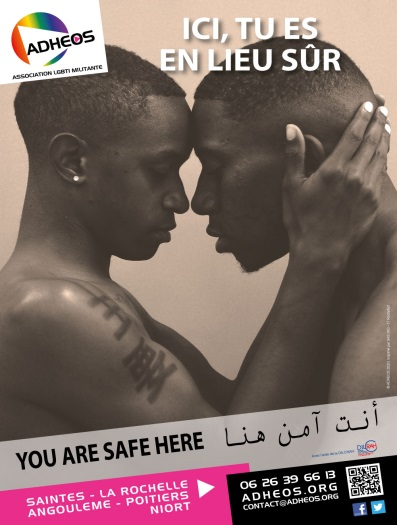 ADHEOS
ASSOCIATION LGBTI MILITANTE
ICI, TU ES
EN LIEU SÛR
YOU ARE SAFE HERE
أنت آمن هنا
SAINTES - LA ROCHELLE
ANGOULEME - POITIERS
NIORT
06 26 39 66 13
ADHEOS.ORG
CONTACT@ADHEOS.ORG